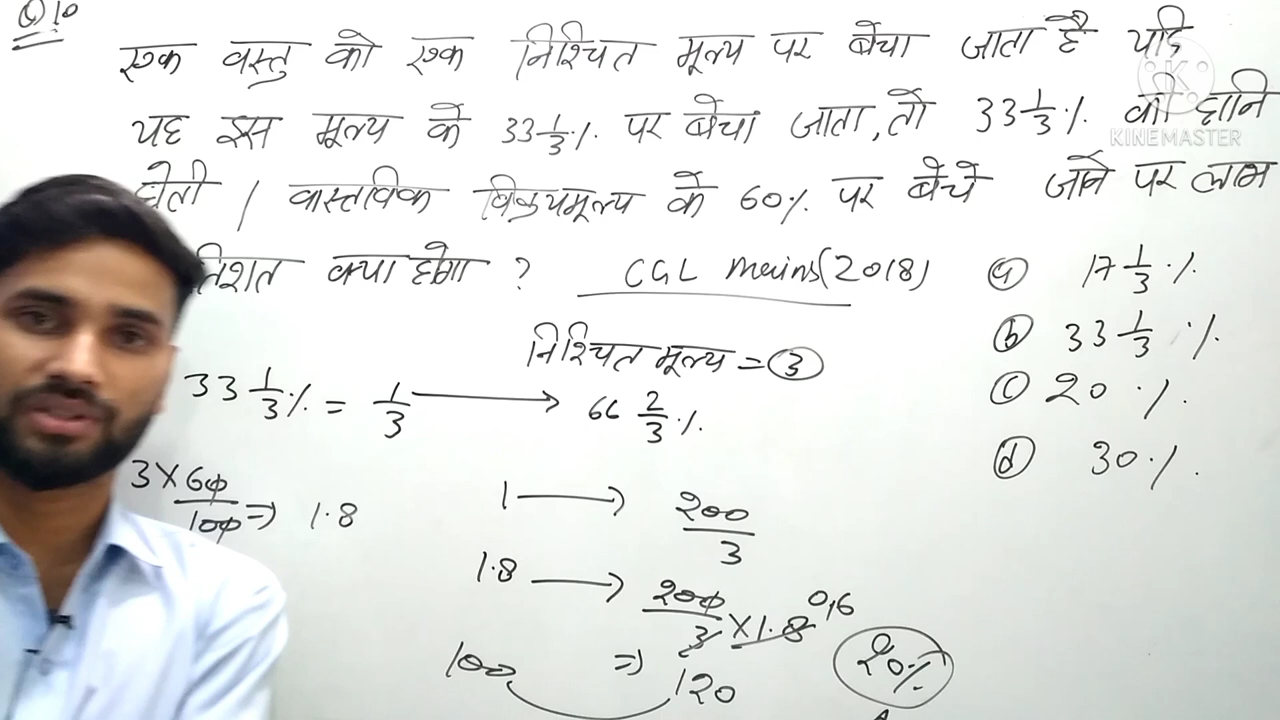 Q10
एक वस्तु को एक निश्चित मूल्य पर बेचा जाता है यदि
यह इस मूल्य के 33 1/3 % पर बेचा जाता, तो 33 1/3 % की हानि
होती | वास्तविक विक्रयमूल्य के 60% पर बेचे जाने पर लाभ
तिशत क्या होगा ? CGL mains(2018)
(a) 17 1/3 %
(b) 33 1/3 %
(c) 20 %
(d) 30 %
निश्चित मूल्य = 3
33 1/3 % = 1/3 → 66 2/3 %
3 × 60/100 => 1.8
1 → 200/3
1.8 → 200/3 × 1.8 0.6
100 => 120
20%
K
KINEMASTER